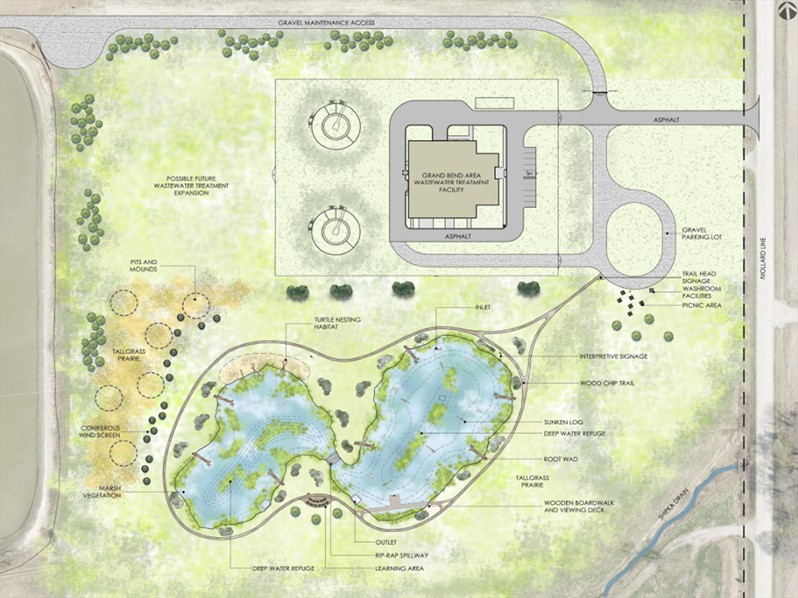 GRAVEL MAINTENANCE ACCESS
ASPHALT
GRAND BEND AREA
WASTEWATER TREATMENT
FACILITY
POSSIBLE FUTURE
WASTEWATER TREATMENT
EXPANSION
ASPHALT
GRAVEL
PARKING LOT
MOLLARD LINE
PITS AND
MOUNDS
TRAIL HEAD
SIGNAGE
WASHROOM
FACILITIES
PICNIC AREA
INLET
TURTLE NESTING
HABITAT
TALLGRASS
PRAIRIE
INTERPRETIVE SIGNAGE
WOOD CHIP TRAIL
CONIFEROUS
WIND SCREEN
SUNKEN LOG
DEEP WATER REFUGE
ROOT WAD
MARSH
VEGETATION
TALLGRASS
PRAIRIE
WOODEN BOARDWALK
AND VIEWING DECK
SHIPKA DRAIN
OUTLET
RIP-RAP SPILLWAY
DEEP WATER REFUGE
LEARNING AREA